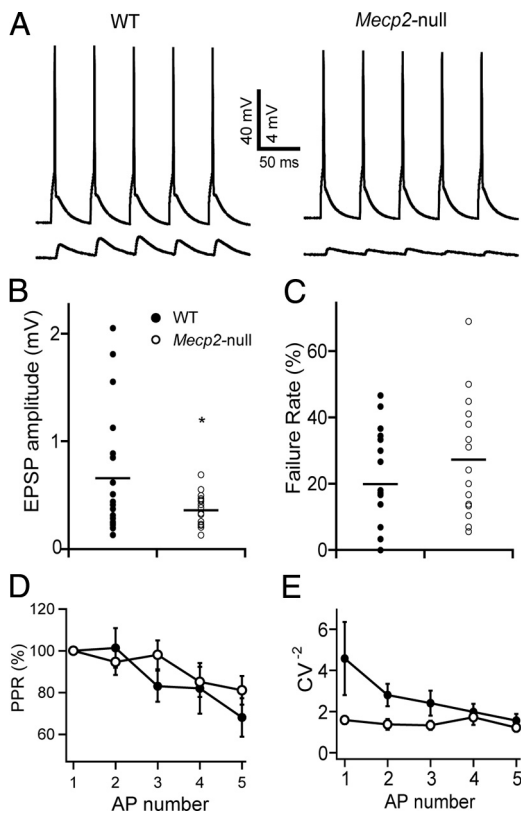 A
WT
Mecp2-null
40 mV
4 mV
50 ms
B
C
EPSP amplitude (mV)
2
1
0
WT
Mecp2-null
*
Failure Rate (%)
60
40
20
0
D
E
PPR (%)
120
100
80
60
1 2 3 4 5
AP number
CV-2
6
4
2
0
1 2 3 4 5
AP number